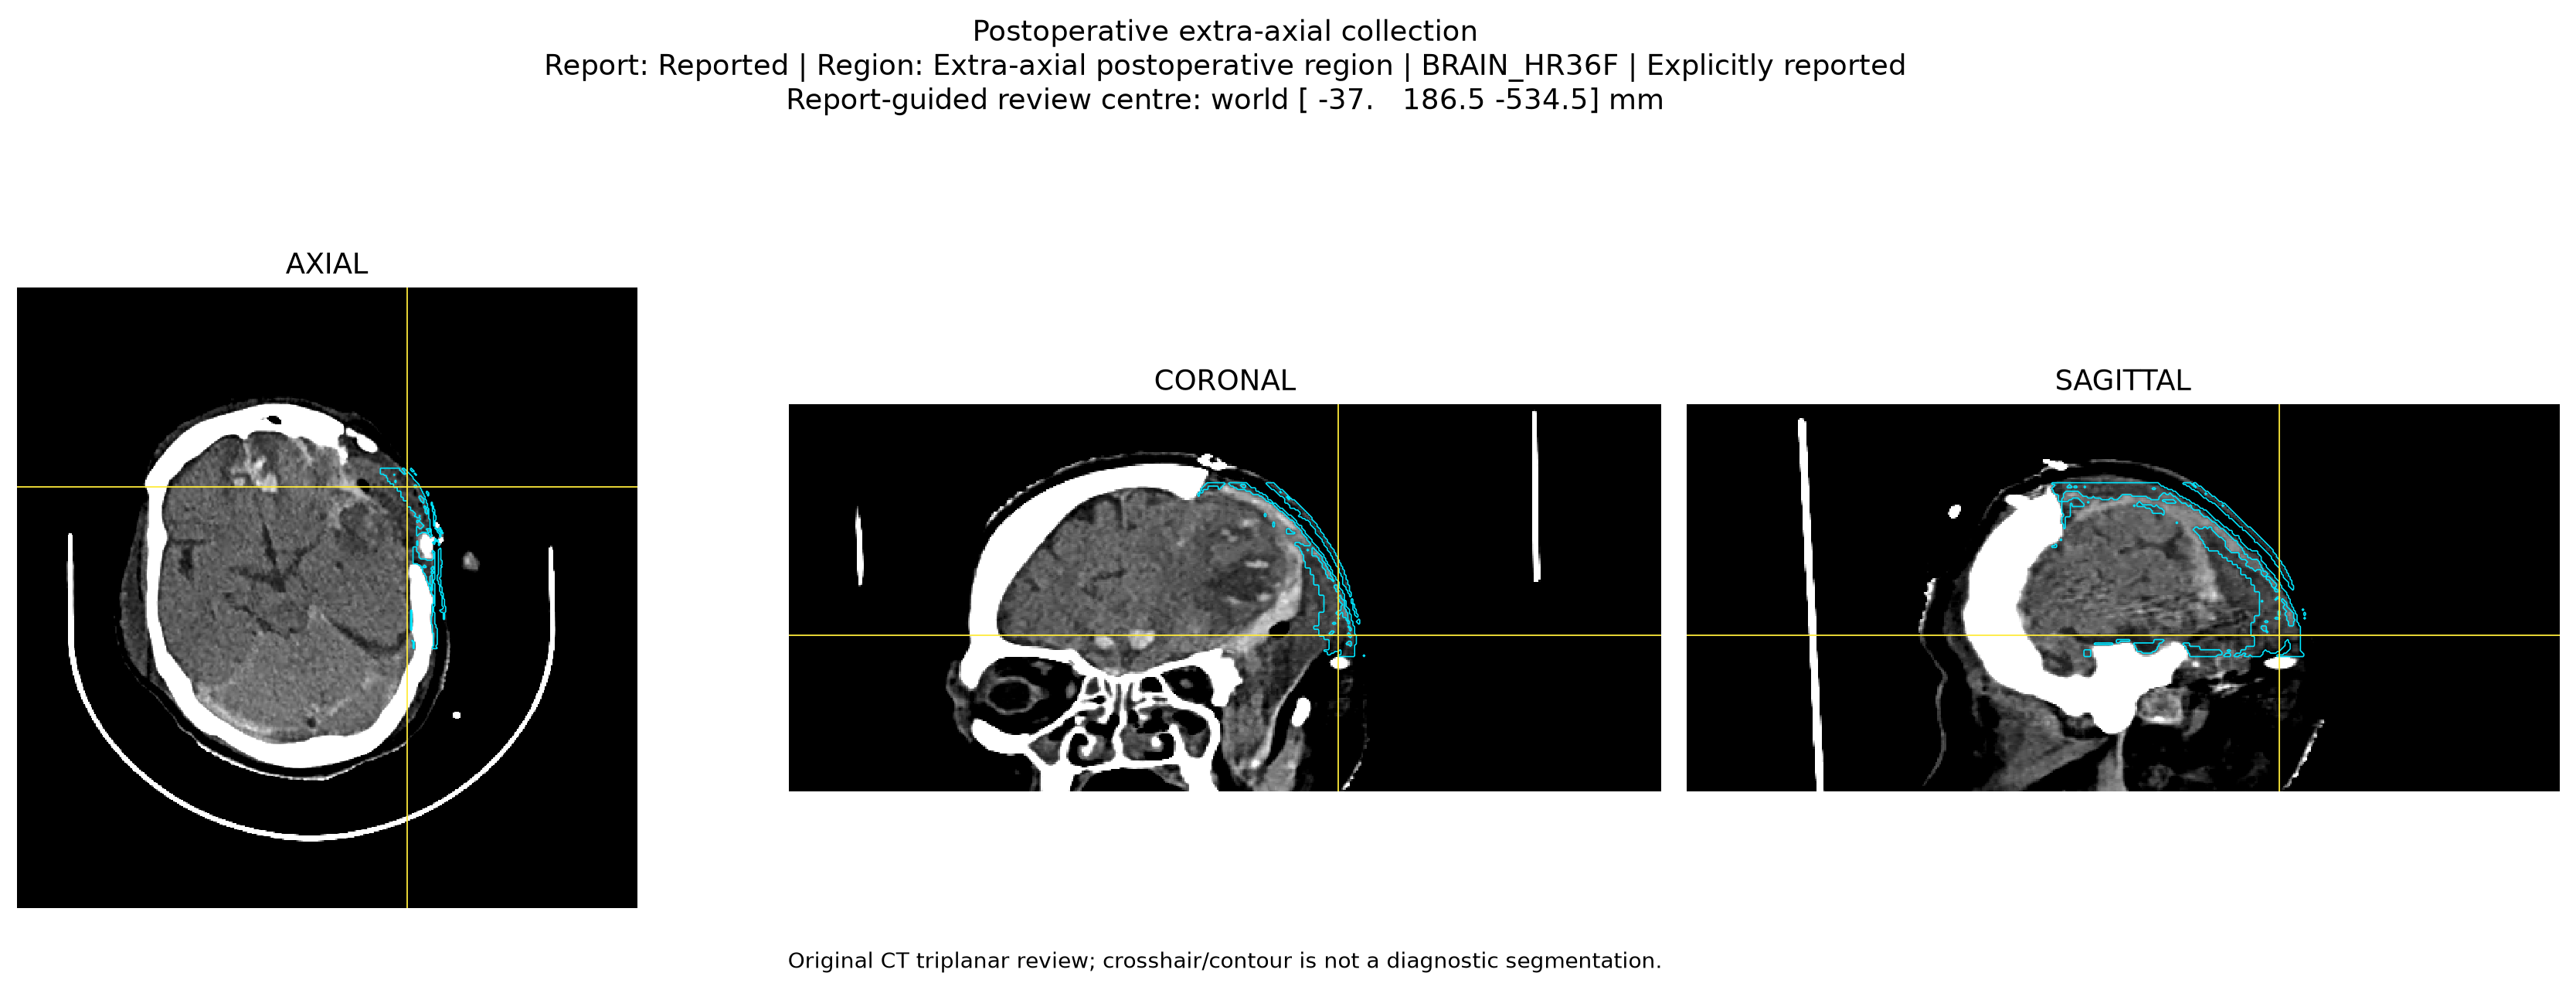 Postoperative extra-axial collection
Report: Reported | Region: Extra-axial postoperative region | BRAIN_HR36F | Explicitly reported
Report-guided review centre: world [ -37.   186.5 -534.5] mm
AXIAL
CORONAL
SAGITTAL
Original CT triplanar review; crosshair/contour is not a diagnostic segmentation.